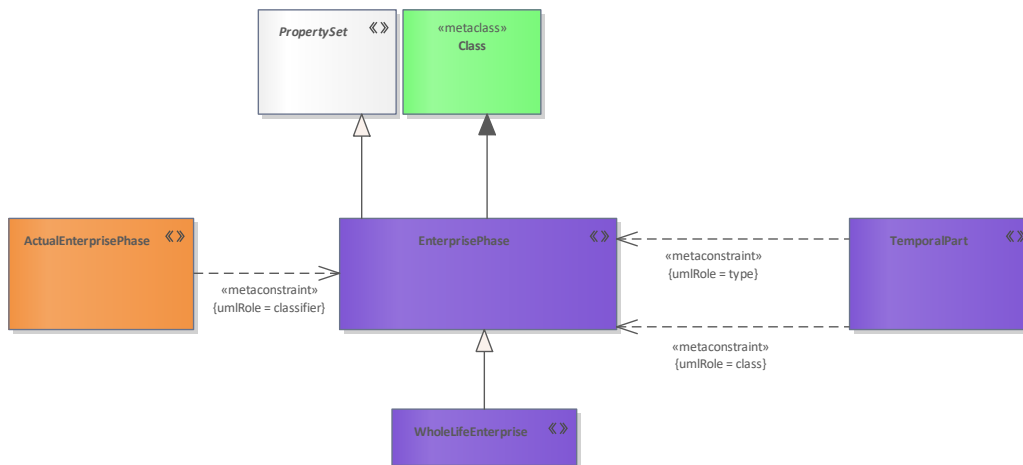 PropertySet «»
«metaclass»
Class
ActualEnterprisePhase «»
EnterprisePhase «»
TemporalPart «»
«metaconstraint»
{umlRole = type}
«metaconstraint»
{umlRole = classifier}
«metaconstraint»
{umlRole = class}
WholeLifeEnterprise «»